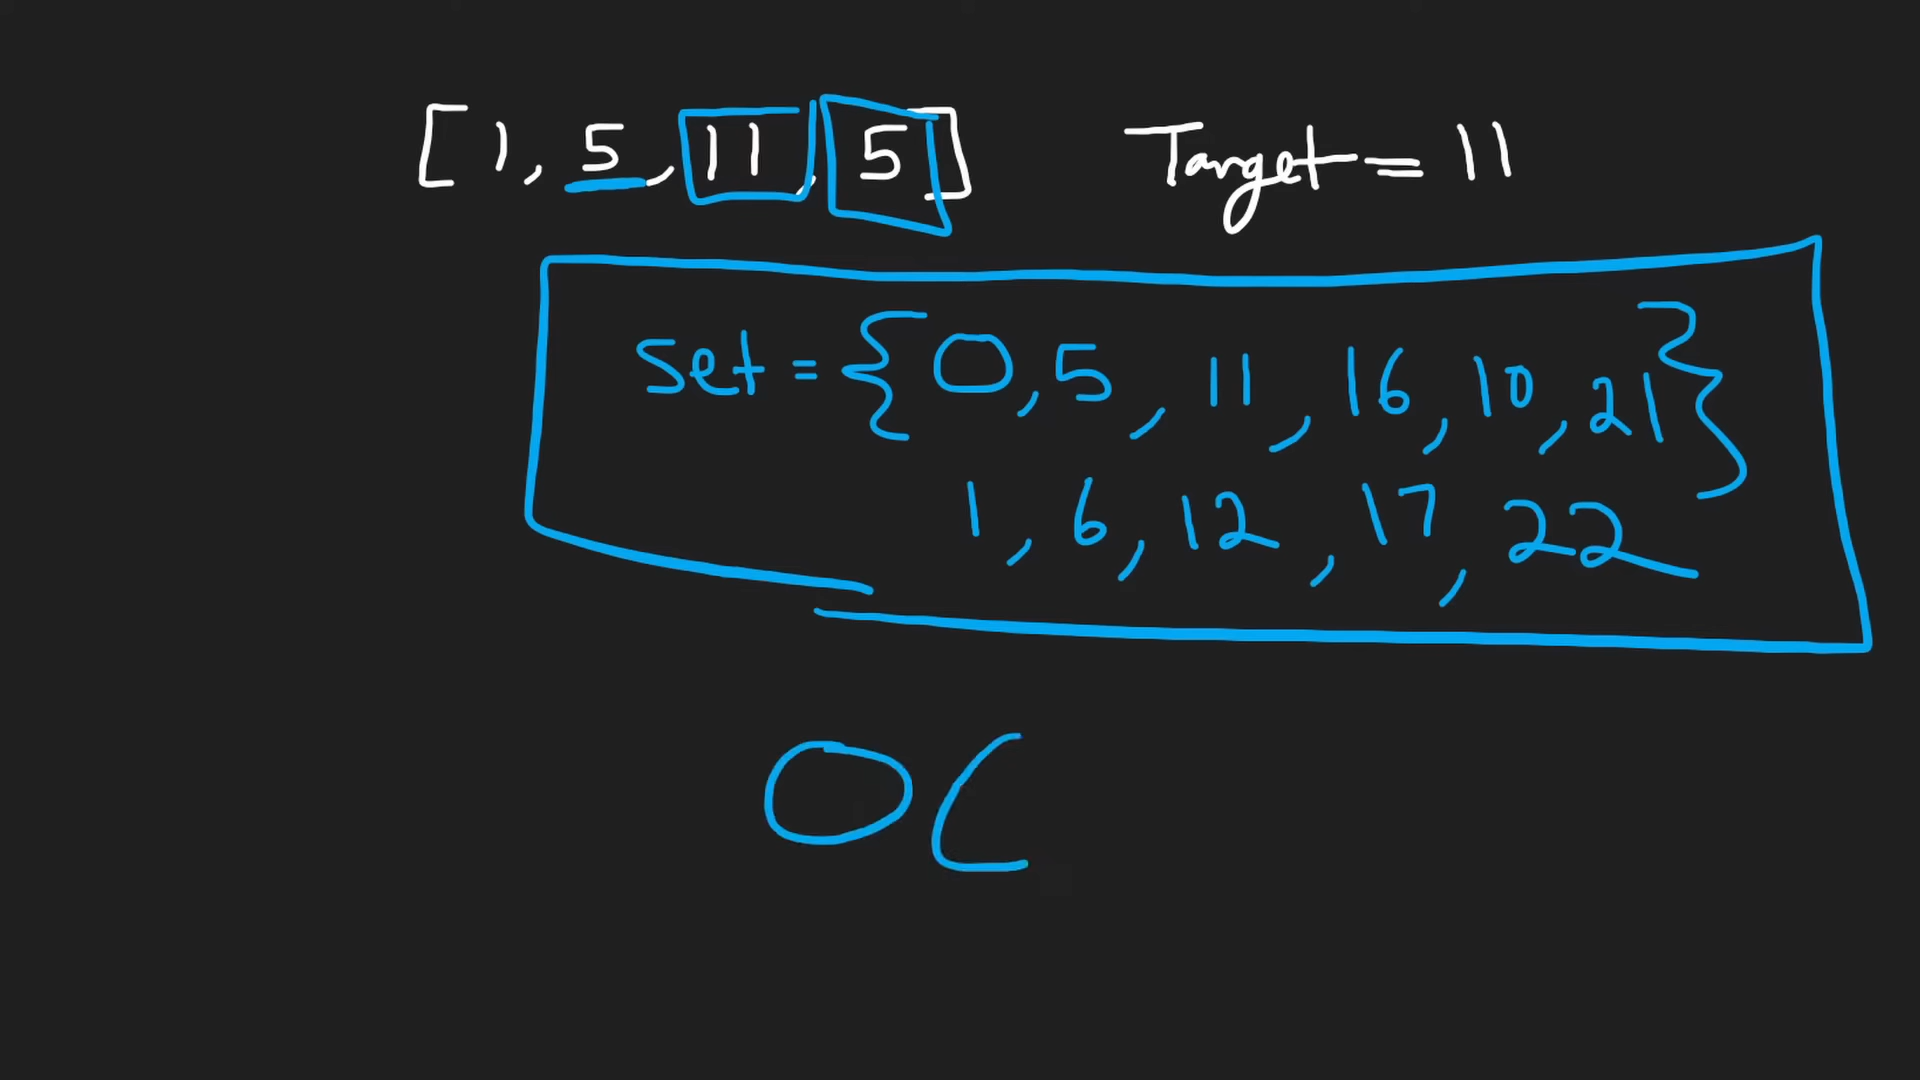 [1, 5, 11, 5] Target = 11
Set = {0, 5, 11, 16, 10, 21}
1, 6, 12, 17, 22
O(